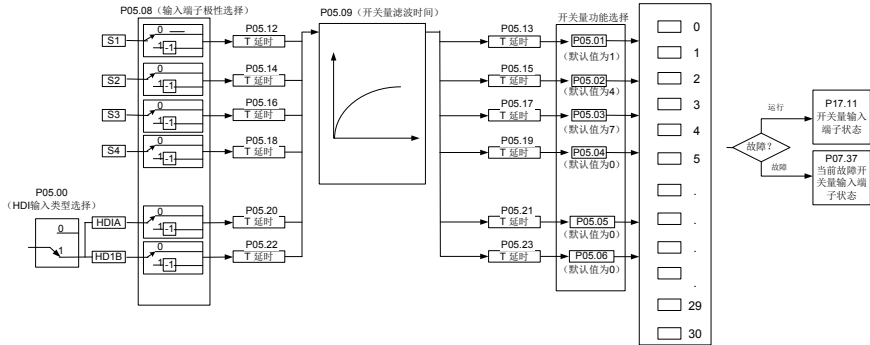 P05.08（输入端子极性选择）
P05.09（开关量滤波时间）
开关量功能选择
S1
0
1
-1
P05.12
T 延时
P05.13
T 延时
P05.01
(默认值为1)
S2
0
1
-1
P05.14
T 延时
P05.15
T 延时
P05.02
(默认值为4)
S3
0
1
-1
P05.16
T 延时
P05.17
T 延时
P05.03
(默认值为7)
S4
0
1
-1
P05.18
T 延时
P05.19
T 延时
P05.04
(默认值为0)
P05.00
（HDI输入类型选择）
0
1
HDIA
0
1
-1
P05.20
T 延时
P05.21
T 延时
P05.05
(默认值为0)
HD1B
0
1
-1
P05.22
T 延时
P05.23
T 延时
P05.06
(默认值为0)
0
1
2
3
4
5
.
.
.
.
29
30
故障？
运行
故障
P17.11
开关量输入
端子状态
P07.37
当前故障开
关量输入端
子状态